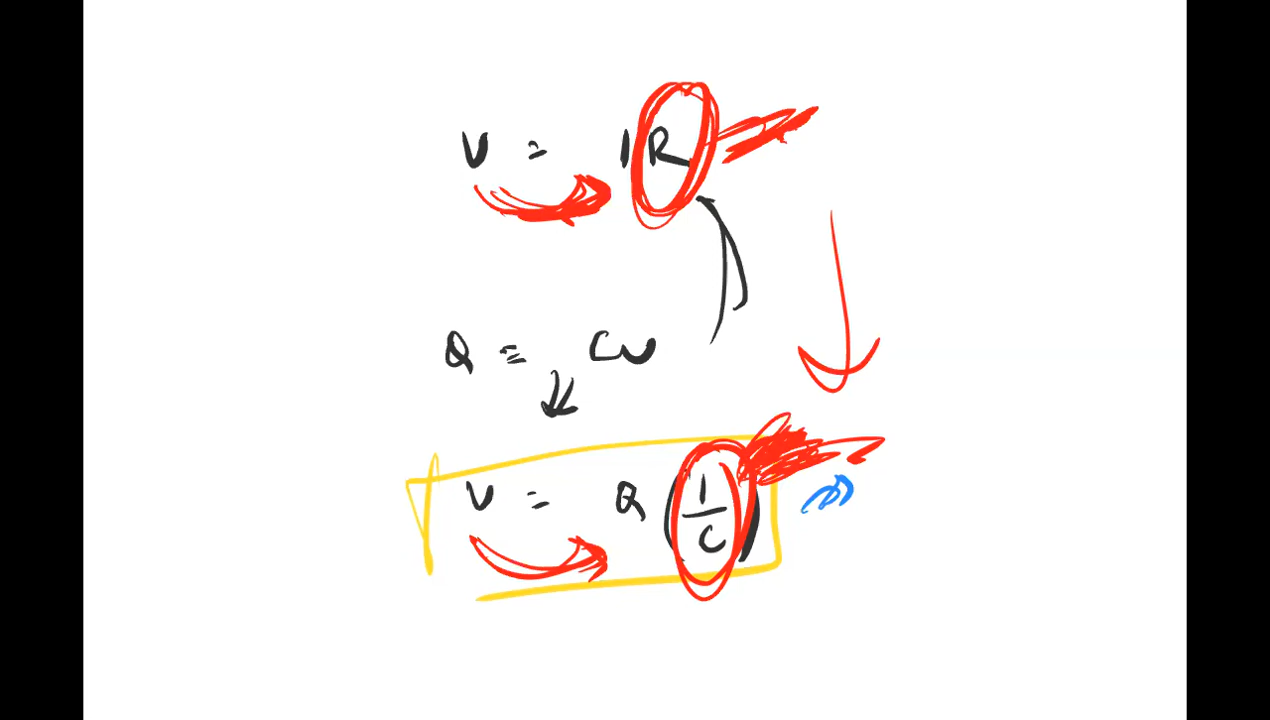 V = IR
Q = CV
V = Q (1/C)